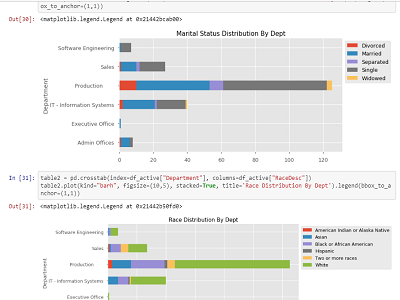 ox_to_anchor=(1,1))
Out[30]: <matplotlib.legend.Legend at 0x21442bcab00>
Marital Status Distribution By Dept
Software Engineering
Sales
Production
IT - Information Systems
Executive Office
Admin Offices
Department
0 20 40 60 80 100 120
Divorced
Married
Separated
Single
Widowed
In [31]: table2 = pd.crosstab(index=df_active["Department"], columns=df_active["RaceDesc"])
table2.plot(kind="barh", figsize=(10,5), stacked=True, title='Race Distribution By Dept').legend(bbox_to_an
chor=(1,1))
Out[31]: <matplotlib.legend.Legend at 0x21442b50fd0>
Race Distribution By Dept
Software Engineering
Sales
Production
IT - Information Systems
Executive Office
Department
American Indian or Alaska Native
Asian
Black or African American
Hispanic
Two or more races
White